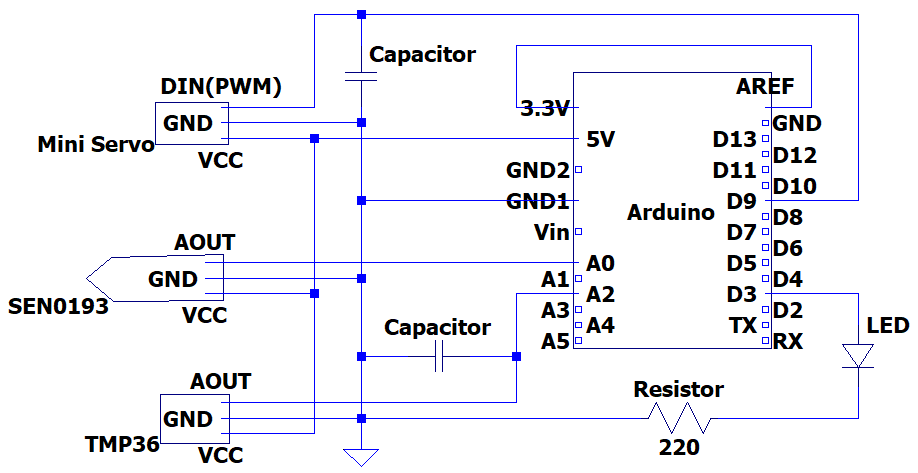 Capacitor
DIN(PWM)
GND
Mini Servo
VCC
AOUT
GND
SEN0193
VCC
Capacitor
AOUT
GND
TMP36
VCC
3.3V
5V
GND2
GND1
Vin
A0
A1
A2
A3
A4
A5
Arduino
AREF
GND
D13
D12
D11
D10
D9
D8
D7
D6
D5
D4
D3
D2
TX
RX
LED
Resistor
220